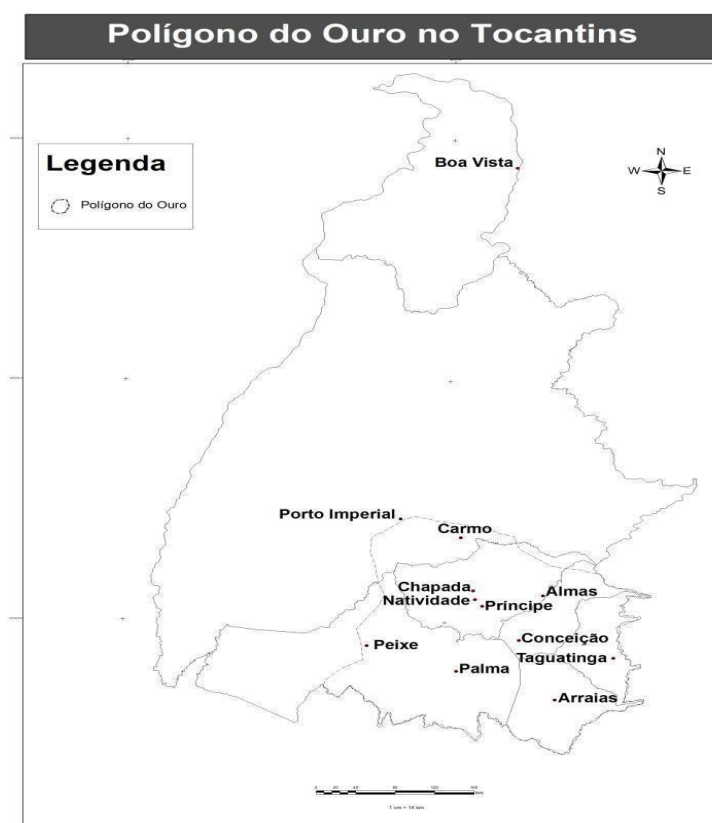 Polígono do Ouro no Tocantins
Legenda
Polígono do Ouro
Boa Vista
N
W E
S
Porto Imperial
Carmo
Chapada
Natividade
Príncipe
Almas
Conceição
Peixe
Taguatinga
Palma
Arraias